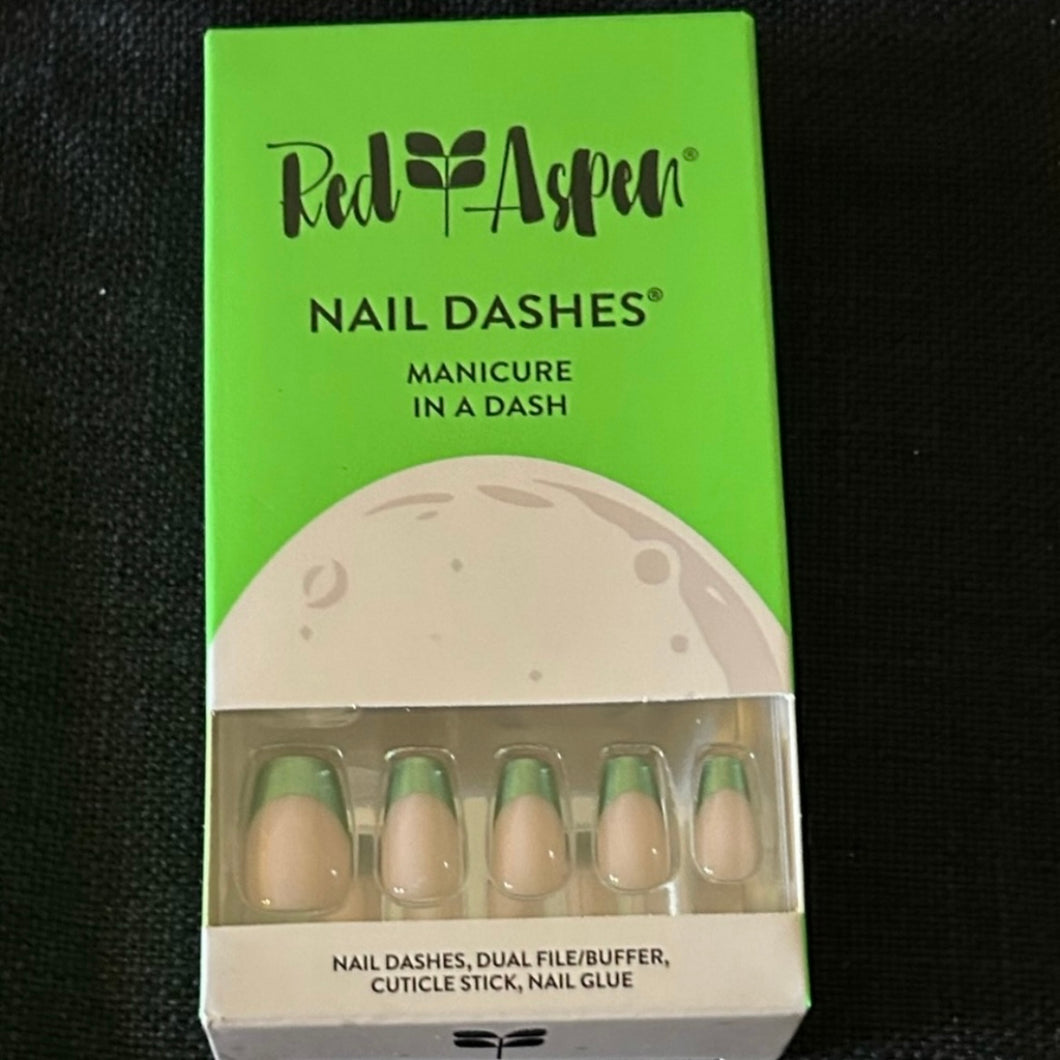 Red Aspen®
NAIL DASHES®
MANICURE
IN A DASH
NAIL DASHES, DUAL FILE/BUFFER,
CUTICLE STICK, NAIL GLUE